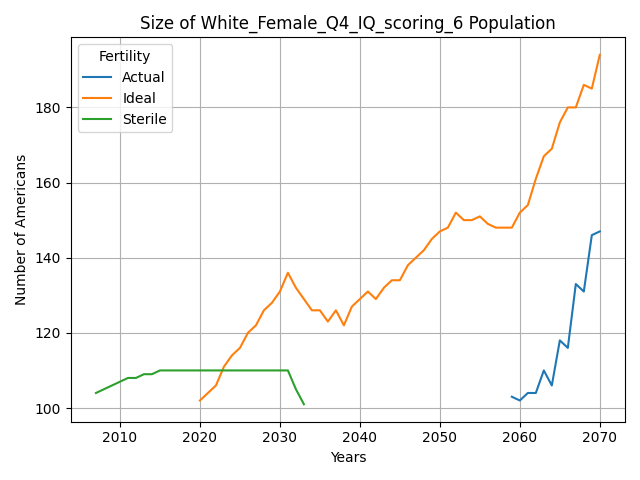 Size of White_Female_Q4_IQ_scoring_6 Population
Fertility
Actual
Ideal
Sterile
Number of Americans
180
160
140
120
100
2010 2020 2030 2040 2050 2060 2070
Years